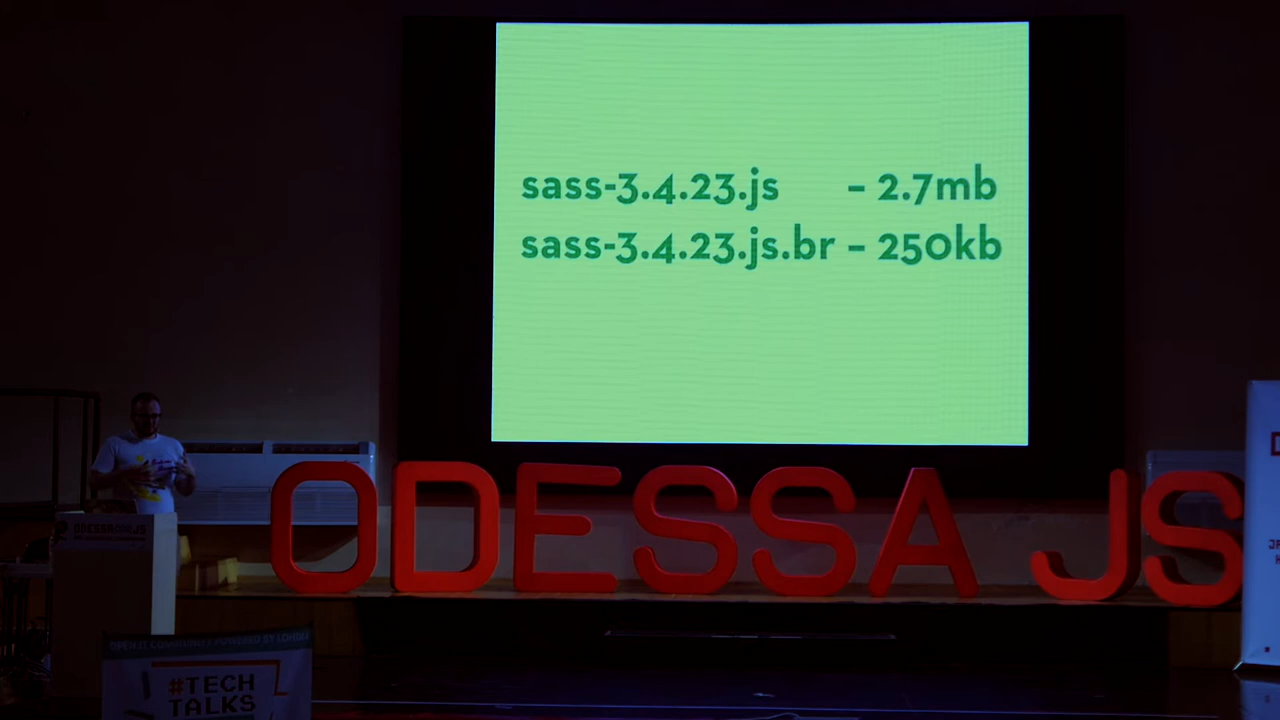 sass-3.4.23.js – 2.7mb
sass-3.4.23.js.br – 250kb
ODESSA JS
#TECH
TALKS